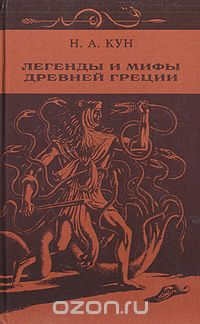 Н. А. КУН
ЛЕГЕНДЫ И МИФЫ
ДРЕВНЕЙ ГРЕЦИИ
ozon.ru